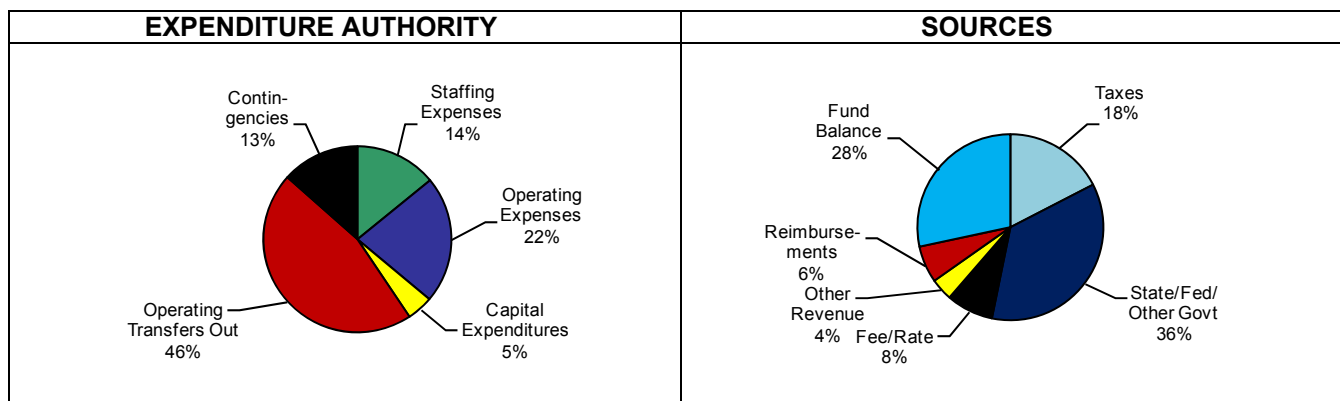 EXPENDITURE AUTHORITY
Contin-
gencies
13%
Staffing
Expenses
14%
Operating
Expenses
22%
Capital
Expenditures
5%
Operating
Transfers Out
46%
SOURCES
Fund
Balance
28%
Taxes
18%
Reimburse-
ments
6%
Other
Revenue
4%
Fee/Rate
8%
State/Fed/
Other Govt
36%